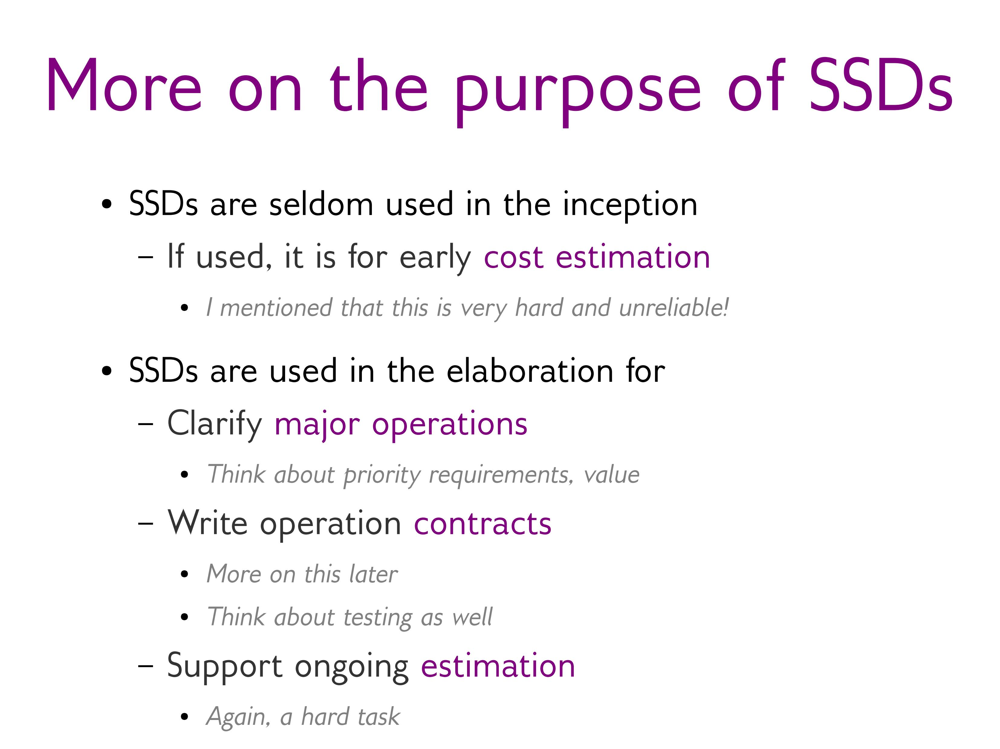 More on the purpose of SSDs
• SSDs are seldom used in the inception
– If used, it is for early cost estimation
• I mentioned that this is very hard and unreliable!
• SSDs are used in the elaboration for
– Clarify major operations
• Think about priority requirements, value
– Write operation contracts
• More on this later
• Think about testing as well
– Support ongoing estimation
• Again, a hard task